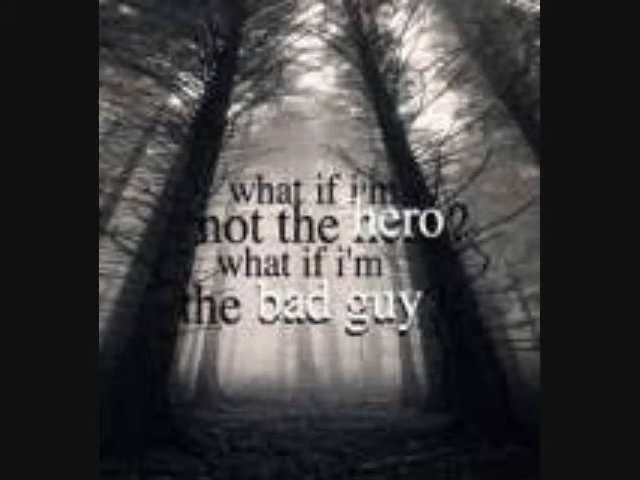 what if i'm
not the hero?
what if i'm
the bad guy?